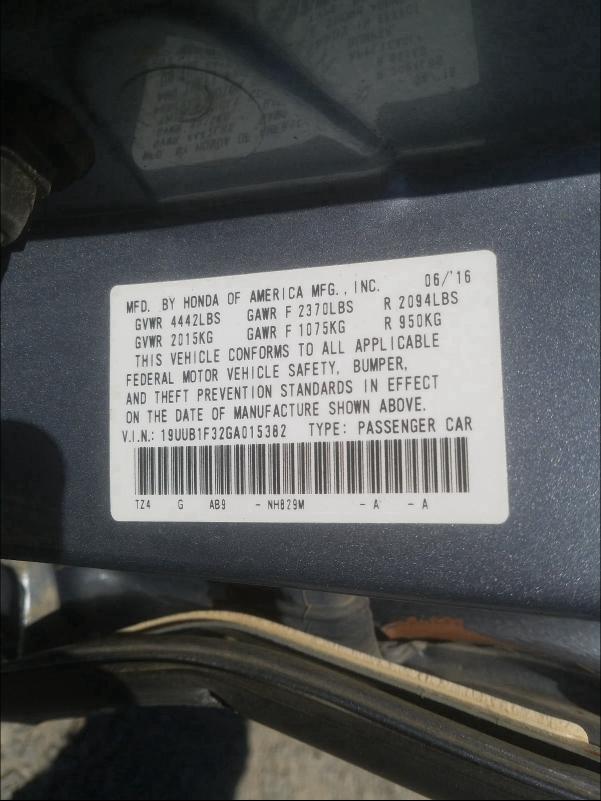 MFD. BY HONDA OF AMERICA MFG., INC. 06/'16
GVWR 4442LBS GAWR F 2370LBS R 2094LBS
GVWR 2015KG GAWR F 1075KG R 950KG
THIS VEHICLE CONFORMS TO ALL APPLICABLE
FEDERAL MOTOR VEHICLE SAFETY, BUMPER,
AND THEFT PREVENTION STANDARDS IN EFFECT
ON THE DATE OF MANUFACTURE SHOWN ABOVE.
V.I.N.: 19UUB1F32GA015382 TYPE: PASSENGER CAR
TZ4 G AB9 - NH829M - A - A